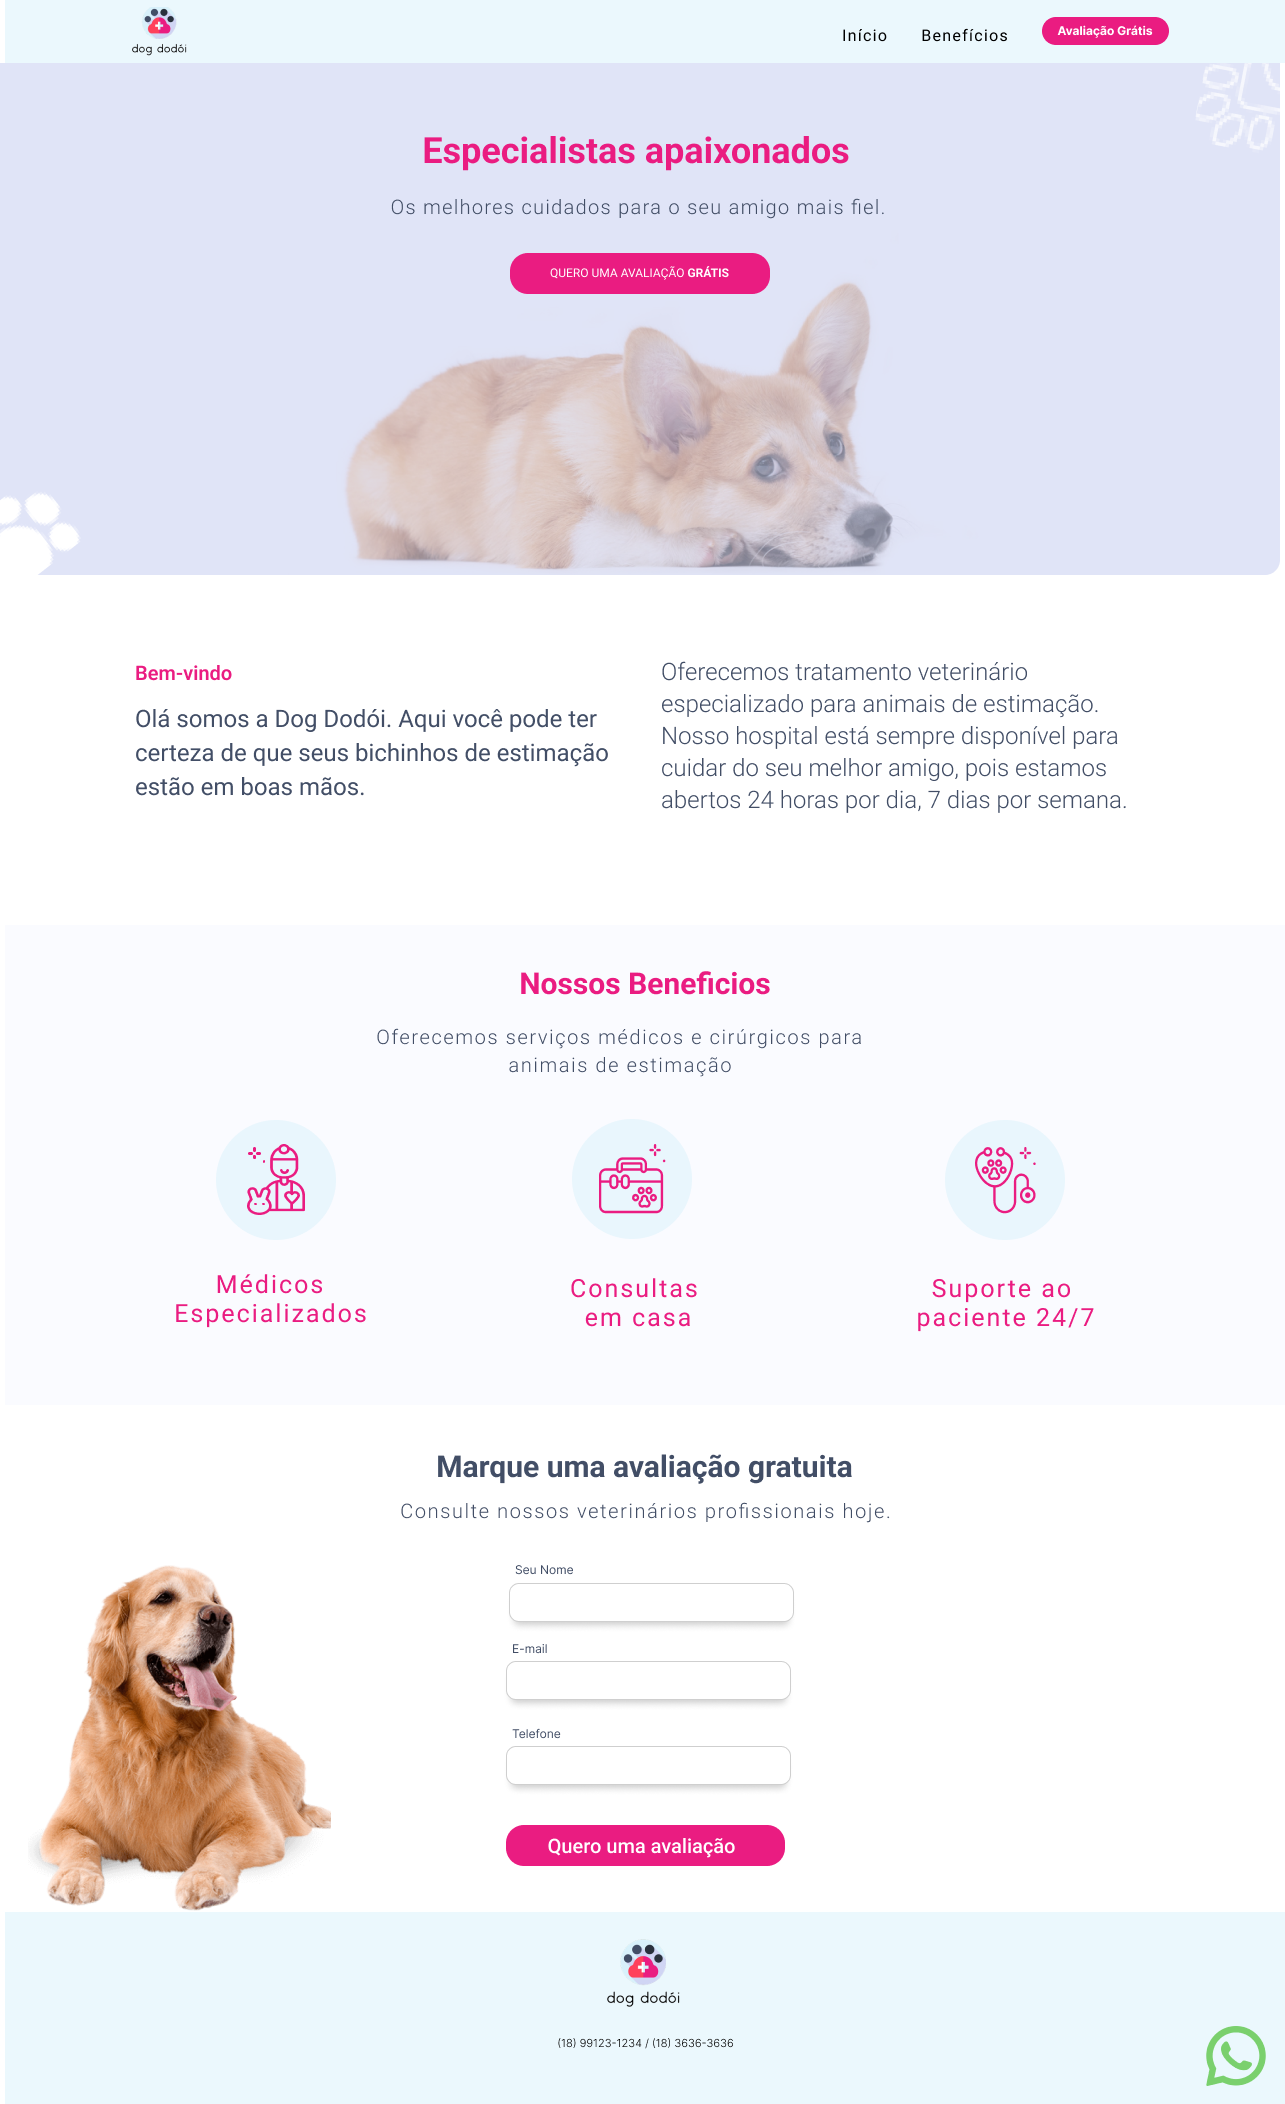 dog dodói
Início
Benefícios
Avaliação Grátis
Especialistas apaixonados
Os melhores cuidados para o seu amigo mais fiel.
QUERO UMA AVALIAÇÃO GRÁTIS
Bem-vindo
Olá somos a Dog Dodói. Aqui você pode ter
certeza de que seus bichinhos de estimação
estão em boas mãos.
Oferecemos tratamento veterinário
especializado para animais de estimação.
Nosso hospital está sempre disponível para
cuidar do seu melhor amigo, pois estamos
abertos 24 horas por dia, 7 dias por semana.
Nossos Beneficios
Oferecemos serviços médicos e cirúrgicos para
animais de estimação
Médicos
Especializados
Consultas
em casa
Suporte ao
paciente 24/7
Marque uma avaliação gratuita
Consulte nossos veterinários profissionais hoje.
Seu Nome
E-mail
Telefone
Quero uma avaliação
dog dodói
(18) 99123-1234 / (18) 3636-3636